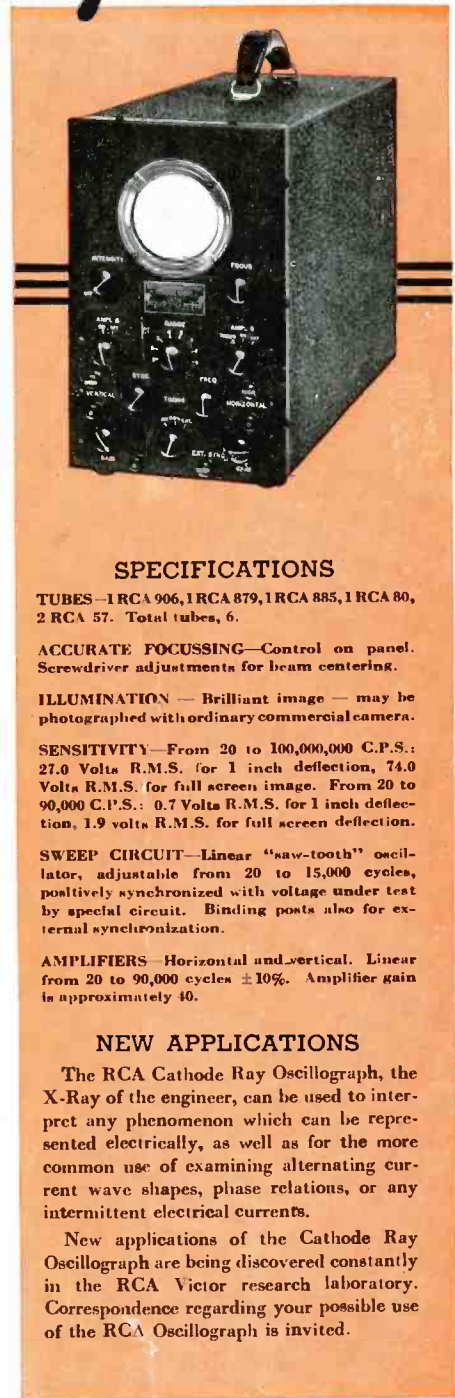 INTENSITY
FOCUS
OFF
AMPL. A
AMPL. B
RANGE
SYNC.
FREQ.
VERTICAL
TIMING
HORIZONTAL
GAIN
EXT. SYNC.
GAIN
SPECIFICATIONS
TUBES—1 RCA 906, 1 RCA 879, 1 RCA 885, 1 RCA 80,
2 RCA 57. Total tubes, 6.
ACCURATE FOCUSSING—Control on panel.
Screwdriver adjustments for beam centering.
ILLUMINATION — Brilliant image — may be
photographed with ordinary commercial camera.
SENSITIVITY—From 20 to 100,000,000 C.P.S.:
27.0 Volts R.M.S. for 1 inch deflection, 74.0
Volts R.M.S. for full screen image. From 20 to
90,000 C.P.S.: 0.7 Volts R.M.S. for 1 inch deflec-
tion, 1.9 volts R.M.S. for full screen deflection.
SWEEP CIRCUIT—Linear "saw-tooth" oscil-
lator, adjustable from 20 to 15,000 cycles,
positively synchronized with voltage under test
by special circuit. Binding posts also for ex-
ternal synchronization.
AMPLIFIERS—Horizontal and vertical. Linear
from 20 to 90,000 cycles ±10%. Amplifier gain
is approximately 40.
NEW APPLICATIONS
The RCA Cathode Ray Oscillograph, the
X-Ray of the engineer, can be used to inter-
pret any phenomenon which can be repre-
sented electrically, as well as for the more
common use of examining alternating cur-
rent wave shapes, phase relations, or any
intermittent electrical currents.
New applications of the Cathode Ray
Oscillograph are being discovered constantly
in the RCA Victor research laboratory.
Correspondence regarding your possible use
of the RCA Oscillograph is invited.